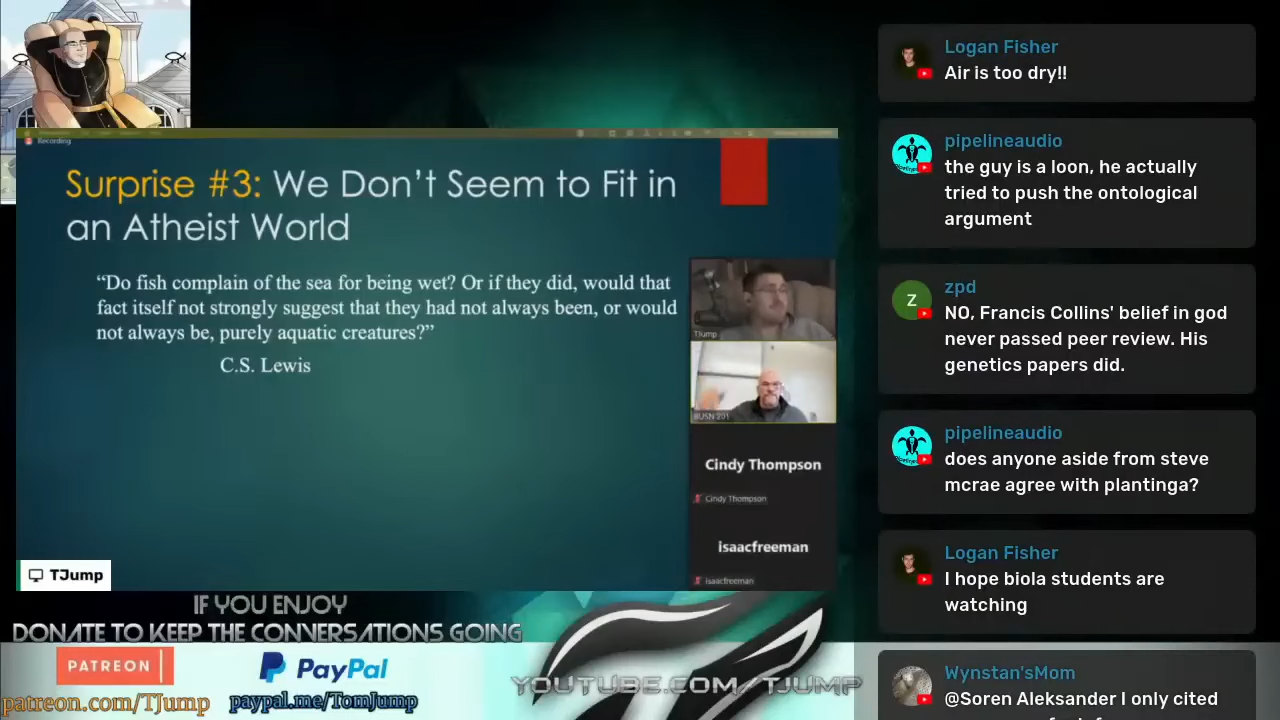 Recording
Surprise #3: We Don't Seem to Fit in
an Atheist World
“Do fish complain of the sea for being wet? Or if they did, would that
fact itself not strongly suggest that they had not always been, or would
not always be, purely aquatic creatures?”
C.S. Lewis
TJump
BUSN 201
Cindy Thompson
Cindy Thompson
isaacfreeman
isaacfreeman
TJump
IF YOU ENJOY
DONATE TO KEEP THE CONVERSATIONS GOING
PATREON
PayPal
patreon.com/TJump
paypal.me/TomJump
YOUTUBE.COM/TJUMP
Logan Fisher
Air is too dry!!
pipelineaudio
the guy is a loon, he actually
tried to push the ontological
argument
Z
zpd
NO, Francis Collins' belief in god
never passed peer review. His
genetics papers did.
pipelineaudio
does anyone aside from steve
mcrae agree with plantinga?
Logan Fisher
I hope biola students are
watching
Wynstan'sMom
@Soren Aleksander I only cited